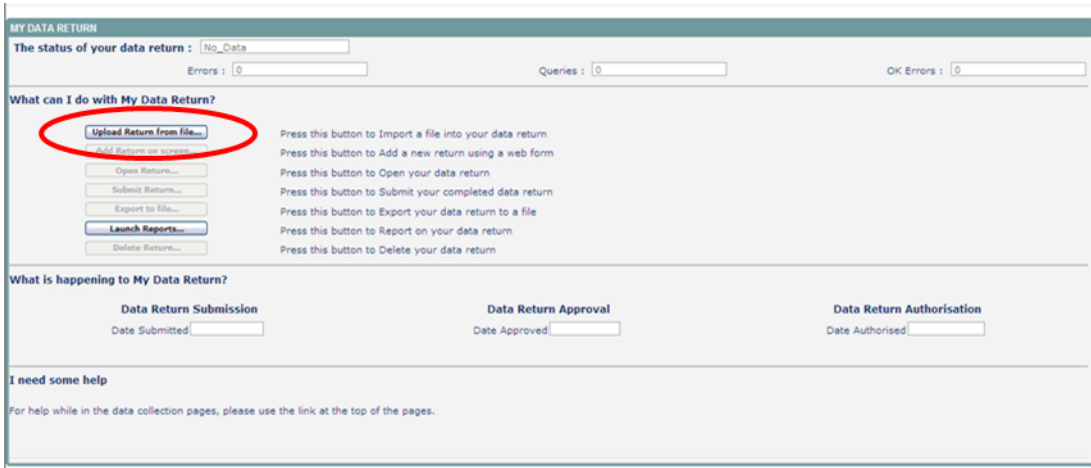 MY DATA RETURN
The status of your data return : No_Data
Errors : 0 Queries : 0 OK Errors : 0
What can I do with My Data Return?
Upload Return from file... Press this button to Import a file into your data return
Add Return on screen... Press this button to Add a new return using a web form
Open Return... Press this button to Open your data return
Submit Return... Press this button to Submit your completed data return
Export to file... Press this button to Export your data return to a file
Launch Reports... Press this button to Report on your data return
Delete Return... Press this button to Delete your data return
What is happening to My Data Return?
Data Return Submission Data Return Approval Data Return Authorisation
Date Submitted Date Approved Date Authorised
I need some help
For help while in the data collection pages, please use the link at the top of the pages.